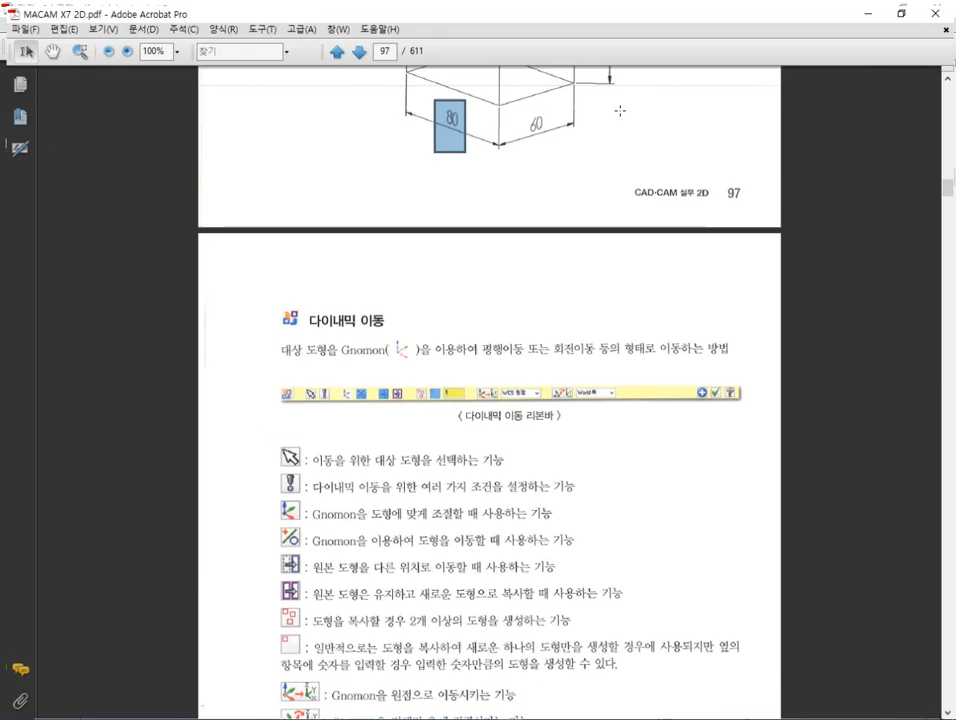 MACAM X7 2D.pdf - Adobe Acrobat Pro
파일(F) 편집(E) 보기(V) 문서(D) 주석(C) 양식(R) 도구(T) 고급(A) 창(W) 도움말(H)
100% 찾기 97 / 611
80
60
CAD·CAM 실무 2D 97
다이내믹 이동
대상 도형을 Gnomon( )을 이용하여 평행이동 또는 회전이동 등의 형태로 이동하는 방법
1 WCS 원점 World 축
< 다이내믹 이동 리본바 >
: 이동을 위한 대상 도형을 선택하는 기능
: 다이내믹 이동을 위한 여러 가지 조건을 설정하는 기능
: Gnomon을 도형에 맞게 조절할 때 사용하는 기능
: Gnomon을 이용하여 도형을 이동할 때 사용하는 기능
: 원본 도형을 다른 위치로 이동할 때 사용하는 기능
: 원본 도형은 유지하고 새로운 도형으로 복사할 때 사용하는 기능
: 도형을 복사할 경우 2개 이상의 도형을 생성하는 기능
: 일반적으로는 도형을 복사하여 새로운 하나의 도형만을 생성할 경우에 사용되지만 옆의
항목에 숫자를 입력할 경우 입력한 숫자만큼의 도형을 생성할 수 있다.
: Gnomon을 원점으로 이동시키는 기능